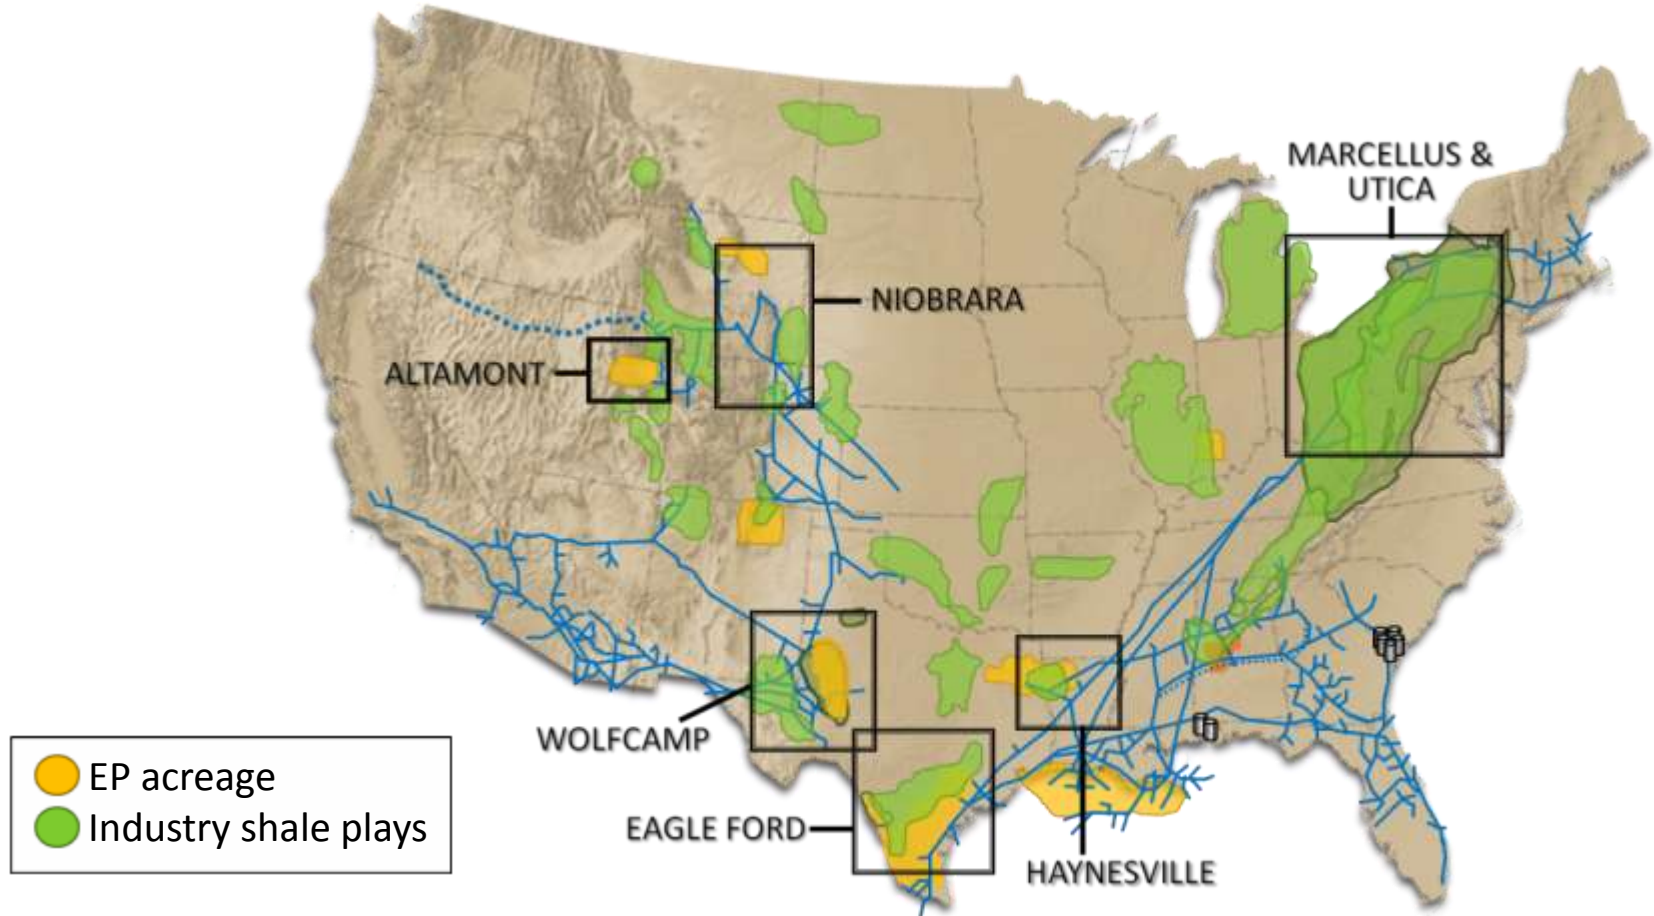 MARCELLUS &
UTICA
NIOBRARA
ALTAMONT
WOLFCAMP
EAGLE FORD
HAYNESVILLE
EP acreage
Industry shale plays